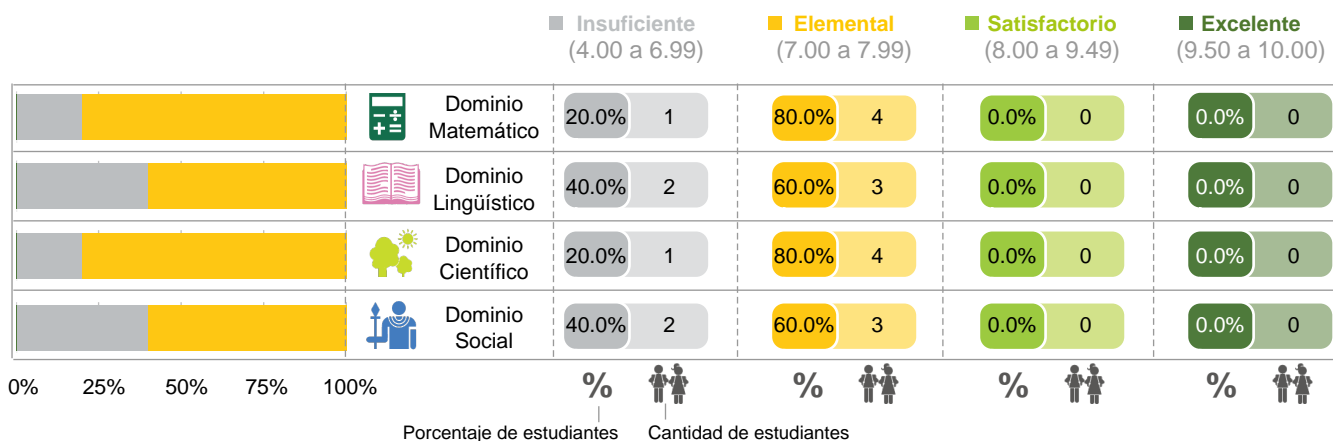 Insuficiente
(4.00 a 6.99)
Elemental
(7.00 a 7.99)
Satisfactorio
(8.00 a 9.49)
Excelente
(9.50 a 10.00)
Dominio
Matemático
20.0% 1 80.0% 4 0.0% 0 0.0% 0
Dominio
Lingüístico
40.0% 2 60.0% 3 0.0% 0 0.0% 0
Dominio
Científico
20.0% 1 80.0% 4 0.0% 0 0.0% 0
Dominio
Social
40.0% 2 60.0% 3 0.0% 0 0.0% 0
0% 25% 50% 75% 100% % % % %
Porcentaje de estudiantes Cantidad de estudiantes